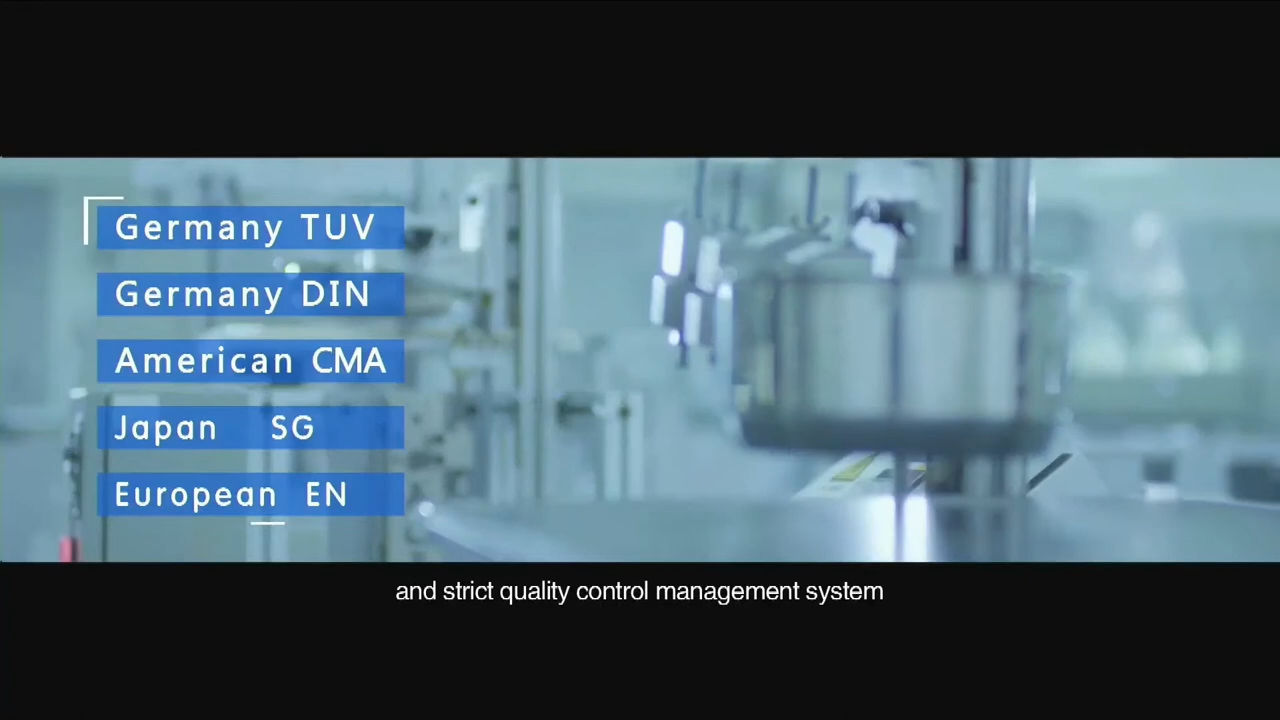 Germany TUV
Germany DIN
American CMA
Japan SG
European EN
and strict quality control management system